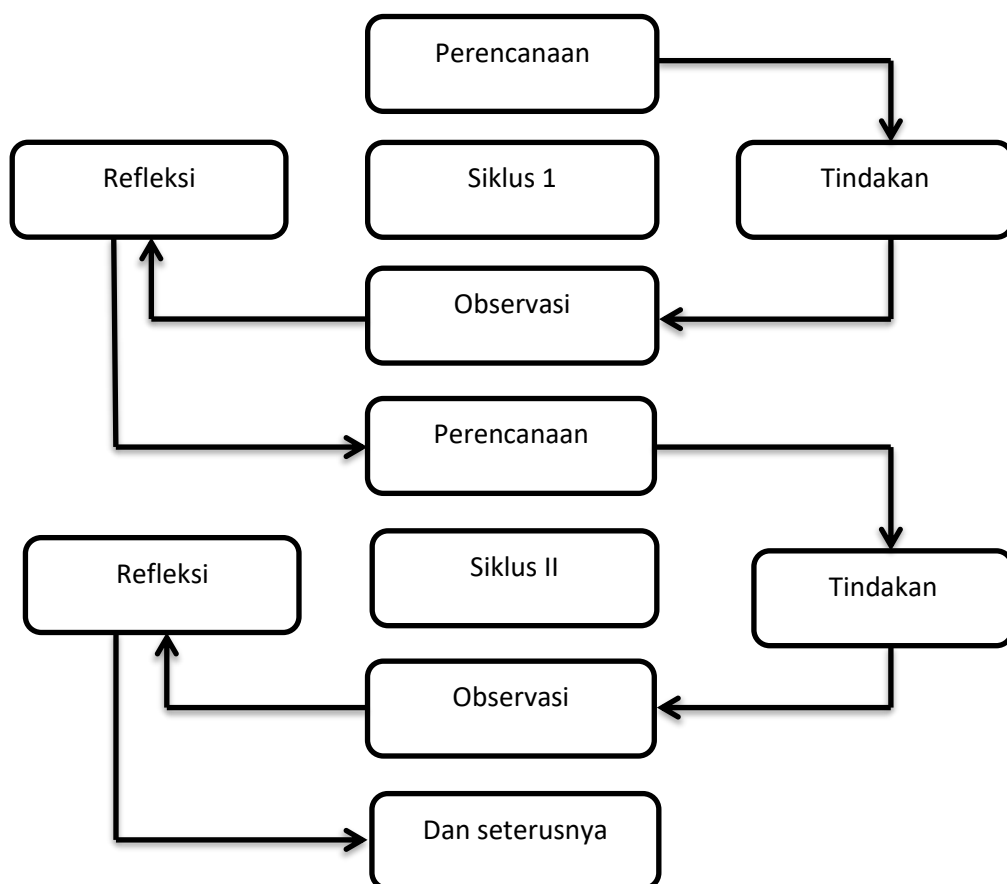 Perencanaan
Refleksi
Siklus 1
Tindakan
Observasi
Perencanaan
Refleksi
Siklus II
Tindakan
Observasi
Dan seterusnya